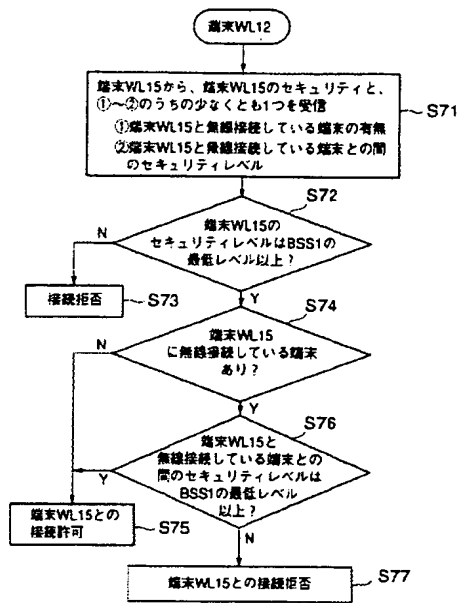 端末WL12
端末WL15から、端末WL15のセキュリティと、
①～②のうちの少なくとも1つを受信
①端末WL15と無線接続している端末の有無
②端末WL15と無線接続している端末との間
のセキュリティレベル
S71
S72
端末WL15の
セキュリティレベルはBSS1の
最低レベル以上？
N
接続拒否
S73
Y
S74
端末WL15
に無線接続している端末
あり？
N
Y
S76
端末WL15と
無線接続している端末との
間のセキュリティレベルは
BSS1の最低レベル
以上？
Y
端末WL15との
接続許可
S75
N
端末WL15との接続拒否
S77